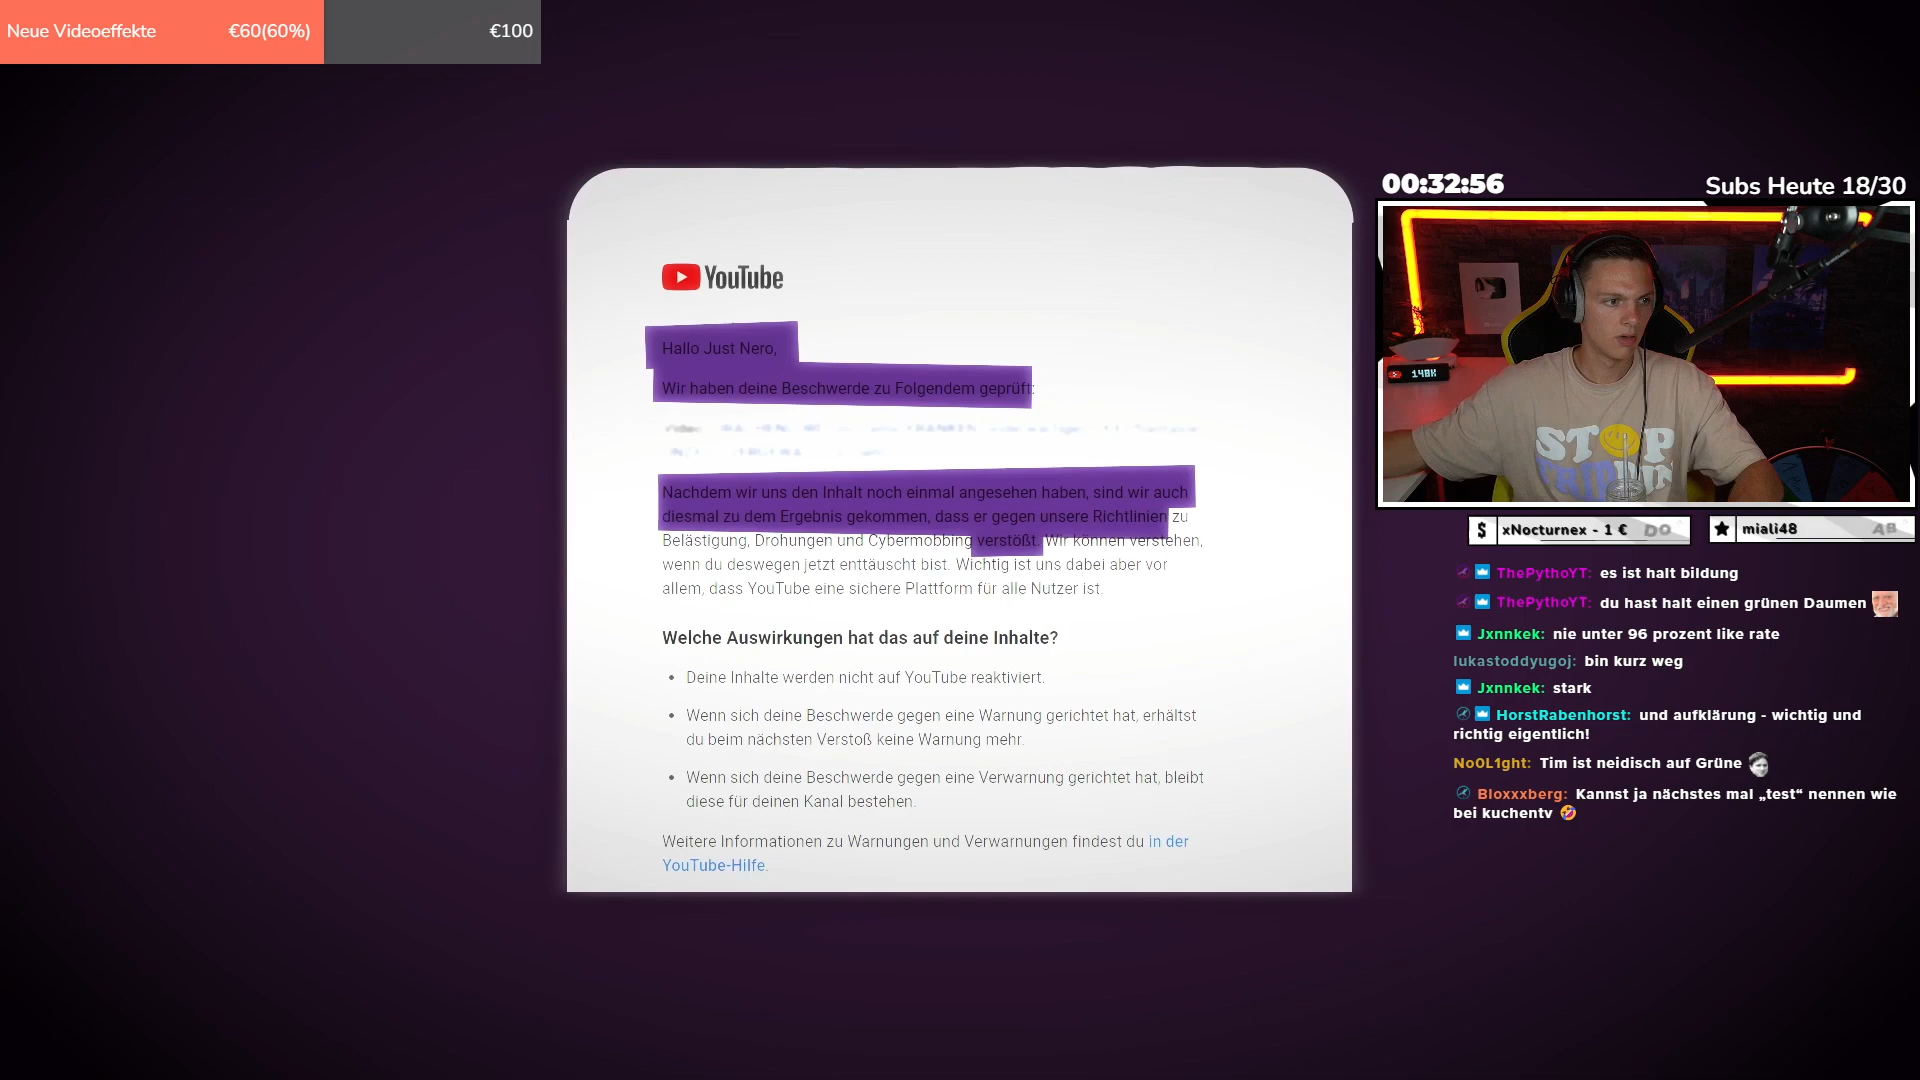 Neue Videoeffekte €60(60%) €100
YouTube
Hallo Just Nero,
Wir haben deine Beschwerde zu Folgendem geprüft:
Nachdem wir uns den Inhalt noch einmal angesehen haben, sind wir auch
diesmal zu dem Ergebnis gekommen, dass er gegen unsere Richtlinien zu
Belästigung, Drohungen und Cybermobbing verstößt. Wir können verstehen,
wenn du deswegen jetzt enttäuscht bist. Wichtig ist uns dabei aber vor
allem, dass YouTube eine sichere Plattform für alle Nutzer ist.
Welche Auswirkungen hat das auf deine Inhalte?
• Deine Inhalte werden nicht auf YouTube reaktiviert.
• Wenn sich deine Beschwerde gegen eine Warnung gerichtet hat, erhältst
du beim nächsten Verstoß keine Warnung mehr.
• Wenn sich deine Beschwerde gegen eine Verwarnung gerichtet hat, bleibt
diese für deinen Kanal bestehen.
Weitere Informationen zu Warnungen und Verwarnungen findest du in der
YouTube-Hilfe.
00:32:56 Subs Heute 18/30
148K
STOP
$ xNocturnex - 1 € DO
miali48 AB
ThePythoYT: es ist halt bildung
ThePythoYT: du hast halt einen grünen Daumen
Jxnnkek: nie unter 96 prozent like rate
lukastoddyugoj: bin kurz weg
Jxnnkek: stark
HorstRabenhorst: und aufklärung - wichtig und
richtig eigentlich!
No0L1ght: Tim ist neidisch auf Grüne
Bloxxxberg: Kannst ja nächstes mal „test“ nennen wie
bei kuchentv 🤣